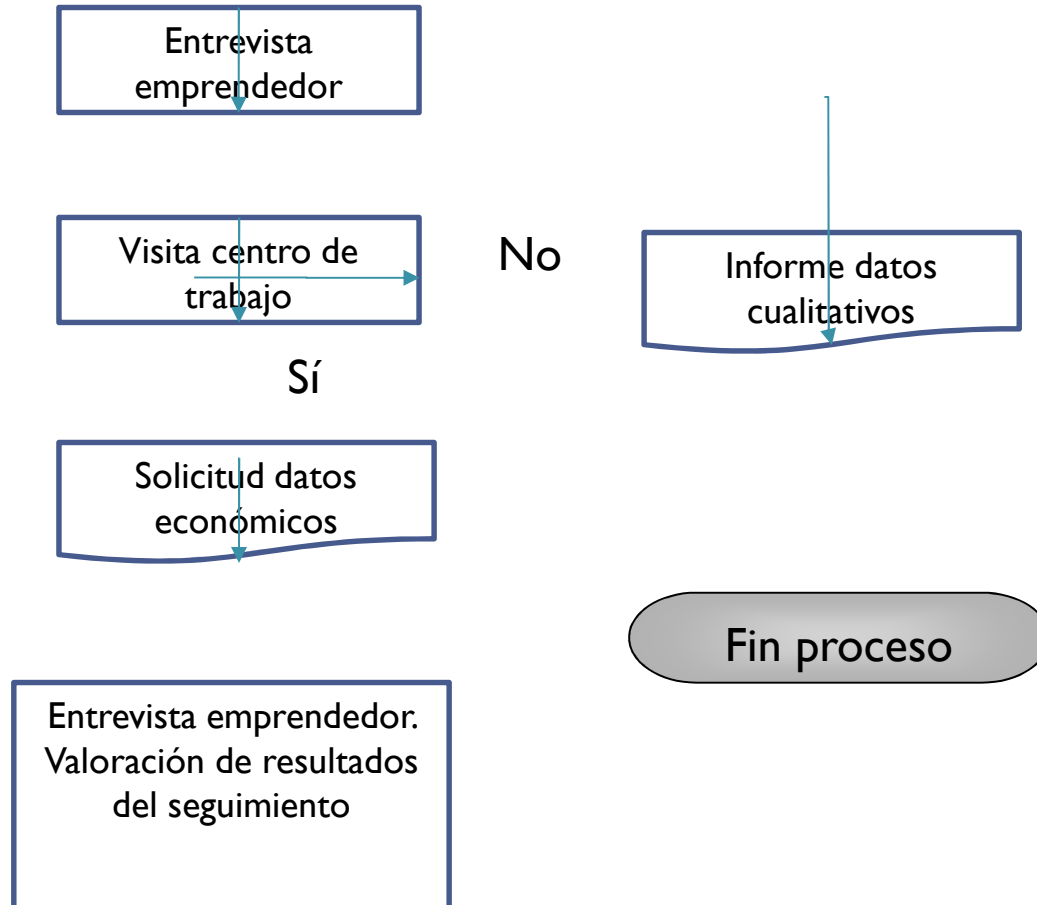 Entrevista
emprendedor
Visita centro de
trabajo
No
Informe datos
cualitativos
Sí
Solicitud datos
económicos
Fin proceso
Entrevista emprendedor.
Valoración de resultados
del seguimiento